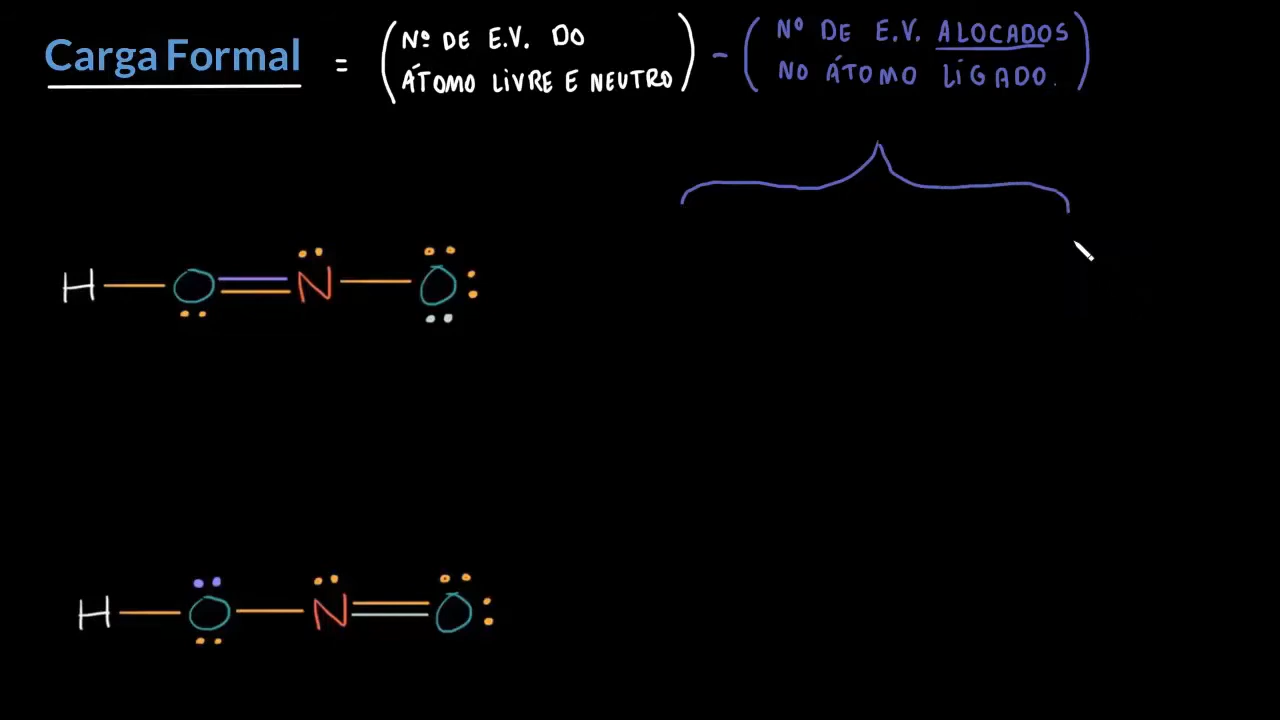 Carga Formal = (Nº DE E.V. DO
ÁTOMO LIVRE E NEUTRO) - (Nº DE E.V. ALOCADOS
NO ÁTOMO LIGADO.)
H O N O
H O N O